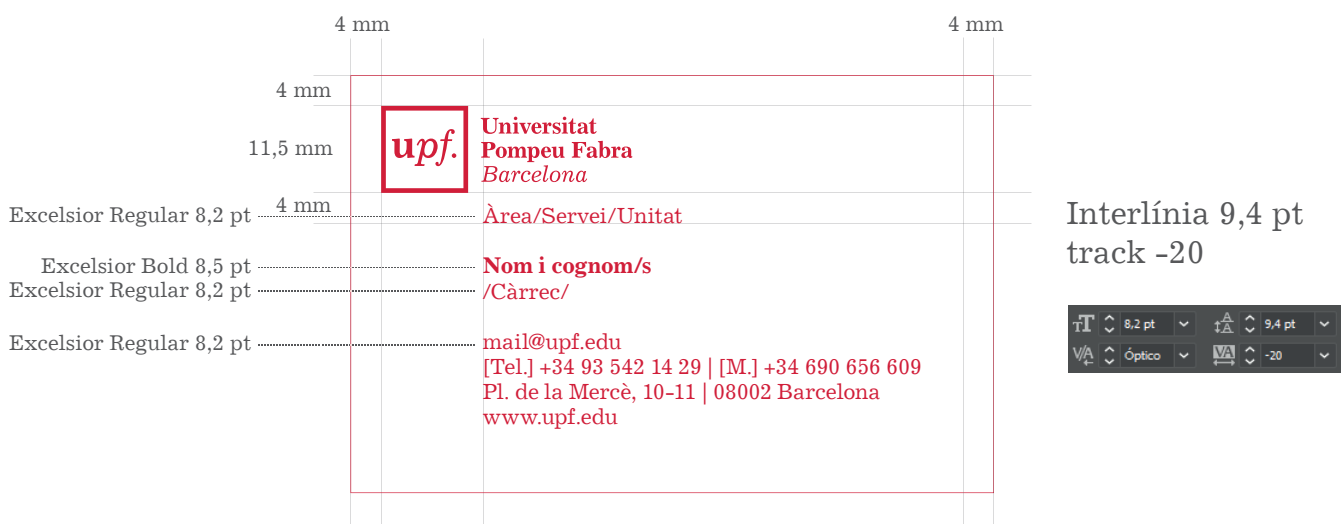 4 mm
4 mm
4 mm
11,5 mm
upf.
Universitat
Pompeu Fabra
Barcelona
4 mm
Excelsior Regular 8,2 pt
Àrea/Servei/Unitat
Excelsior Bold 8,5 pt
Nom i cognom/s
Excelsior Regular 8,2 pt
/Càrrec/
Excelsior Regular 8,2 pt
mail@upf.edu
[Tel.] +34 93 542 14 29 | [M.] +34 690 656 609
Pl. de la Mercè, 10-11 | 08002 Barcelona
www.upf.edu
Interlínia 9,4 pt
track -20
8,2 pt
9,4 pt
Óptico
-20